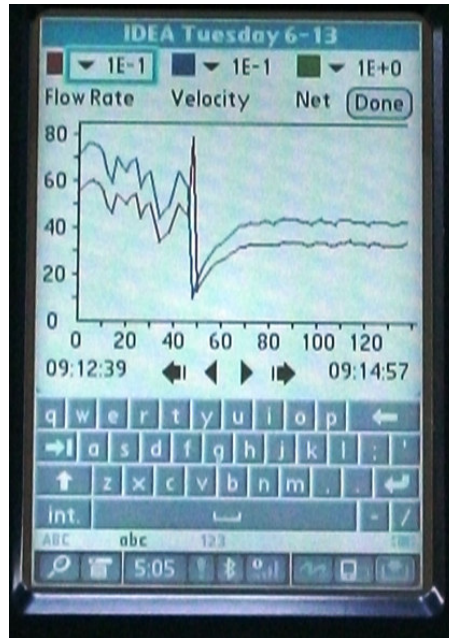 IDEA Tuesday 6-13
1E-1 1E-1 1E+0
Flow Rate Velocity Net Done
80
60
40
20
0
0 20 40 60 80 100 120
09:12:39 09:14:57
q w e r t y u i o p
a s d f g h j k l ; '
z x c v b n m , .
int. - /
ABC abc 123
5:05